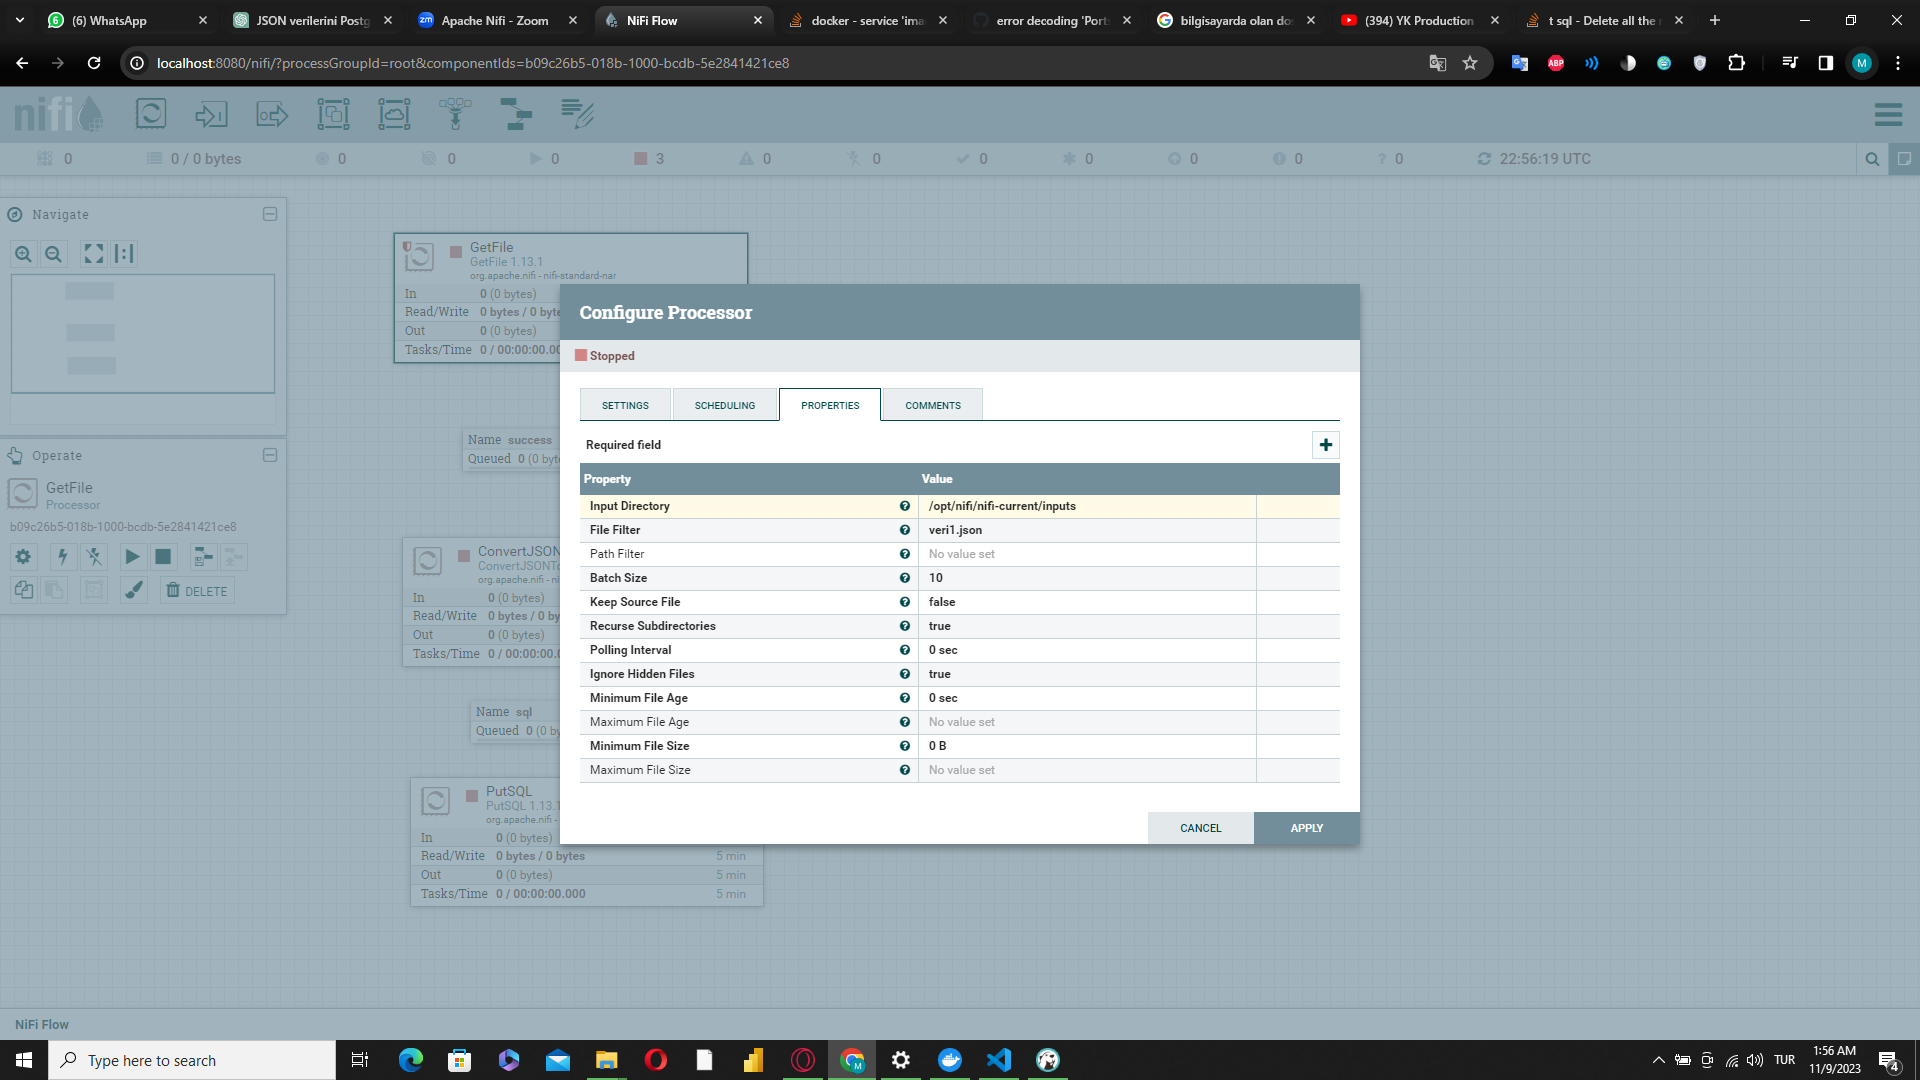 (6) WhatsApp
JSON verilerini Postg
Apache Nifi - Zoom
NiFi Flow
docker - service 'ima
error decoding 'Port
bilgisayarda olan do
(394) YK Production
t sql - Delete all the
localhost:8080/nifi/?processGroupId=root&componentIds=b09c26b5-018b-1000-bcdb-5e2841421ce8
nifi
0
0 / 0 bytes
0
0
0
3
0
0
0
0
0
0
0
22:56:19 UTC
Navigate
Operate
GetFile
Processor
b09c26b5-018b-1000-bcdb-5e2841421ce8
DELETE
GetFile
GetFile 1.13.1
org.apache.nifi - nifi-standard-nar
In 0 (0 bytes)
Read/Write 0 bytes / 0 byte
Out 0 (0 bytes)
Tasks/Time 0 / 00:00:00.00
Name success
Queued 0 (0 byte
ConvertJSON
ConvertJSONTo
org.apache.nifi - ni
In 0 (0 bytes)
Read/Write 0 bytes / 0 by
Out 0 (0 bytes)
Tasks/Time 0 / 00:00:00.0
Name sql
Queued 0 (0 by
PutSQL
PutSQL 1.13.1
org.apache.nifi -
In 0 (0 bytes)
Read/Write 0 bytes / 0 bytes 5 min
Out 0 (0 bytes) 5 min
Tasks/Time 0 / 00:00:00.000 5 min
Configure Processor
Stopped
SETTINGS
SCHEDULING
PROPERTIES
COMMENTS
Required field
Property Value
Input Directory /opt/nifi/nifi-current/inputs
File Filter veri1.json
Path Filter No value set
Batch Size 10
Keep Source File false
Recurse Subdirectories true
Polling Interval 0 sec
Ignore Hidden Files true
Minimum File Age 0 sec
Maximum File Age No value set
Minimum File Size 0 B
Maximum File Size No value set
CANCEL
APPLY
NiFi Flow
Type here to search
TUR
1:56 AM
11/9/2023
4